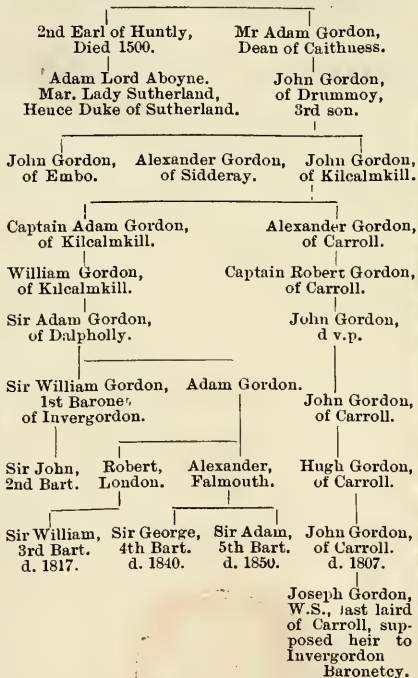 2nd Earl of Huntly, Mr Adam Gordon,
Died 1500. Dean of Caithness.
Adam Lord Aboyne. John Gordon,
Mar. Lady Sutherland, of Drummoy,
Hence Duke of Sutherland. 3rd son.
John Gordon, Alexander Gordon, John Gordon,
of Embo. of Sidderay. of Kilcalmkill.
Captain Adam Gordon, Alexander Gordon
of Kilcalmkill. of Carroll.
William Gordon, Captain Robert Gordon,
of Kilcalmkill. of Carroll.
Sir Adam Gordon, John Gordon,
of Dalpholly. d v.p.
Sir William Gordon, Adam Gordon.
1st Barone, John Gordon,
of Invergordon. of Carroll.
Sir John, Robert, Alexander, Hugh Gordon,
2nd Bart. London. Falmouth. of Carroll.
Sir William, Sir George, Sir Adam, John Gordon,
3rd Bart. 4th Bart. 5th Bart. of Carroll.
d. 1817. d. 1840. d. 1850. d. 1807.
Joseph Gordon,
W.S., last laird
of Carroll, sup-
posed heir to
Invergordon
Baronetcy.